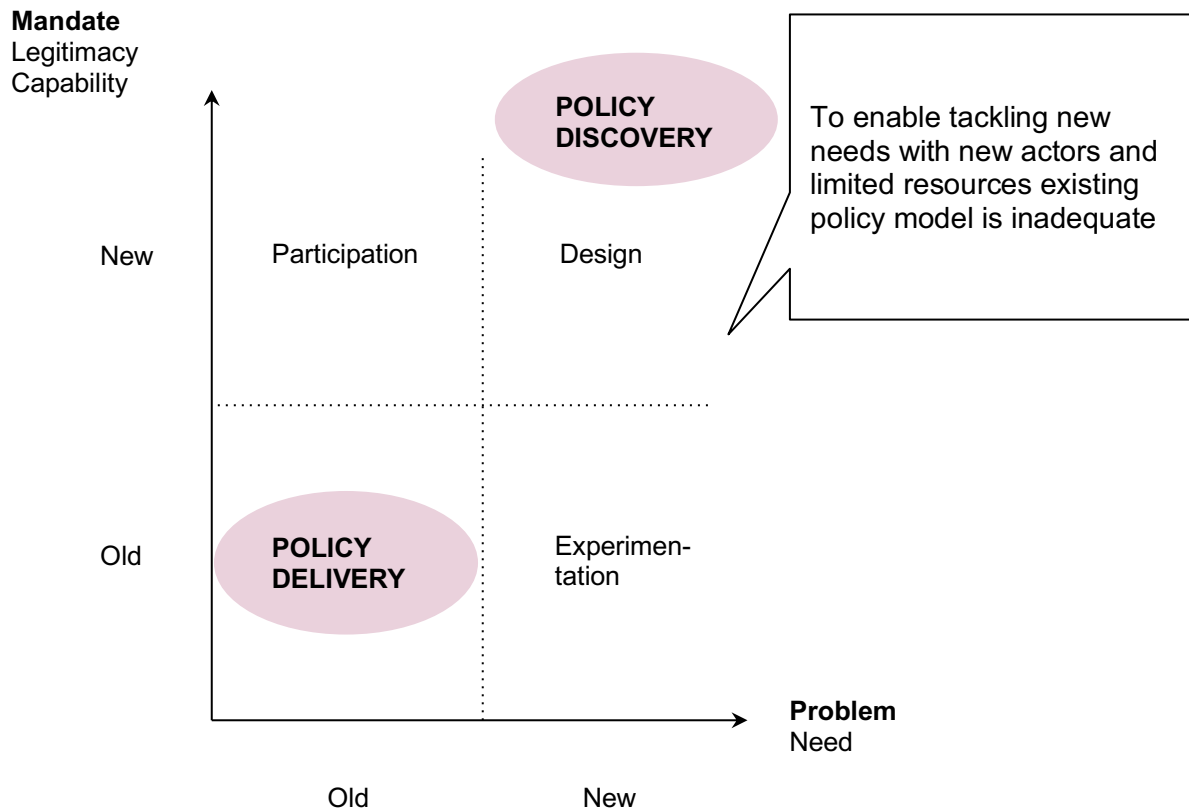 Mandate
Legitimacy
Capability
POLICY
DISCOVERY
To enable tackling new
needs with new actors and
limited resources existing
policy model is inadequate
New
Participation
Design
Old
POLICY
DELIVERY
Experimen-
tation
Problem
Need
Old
New